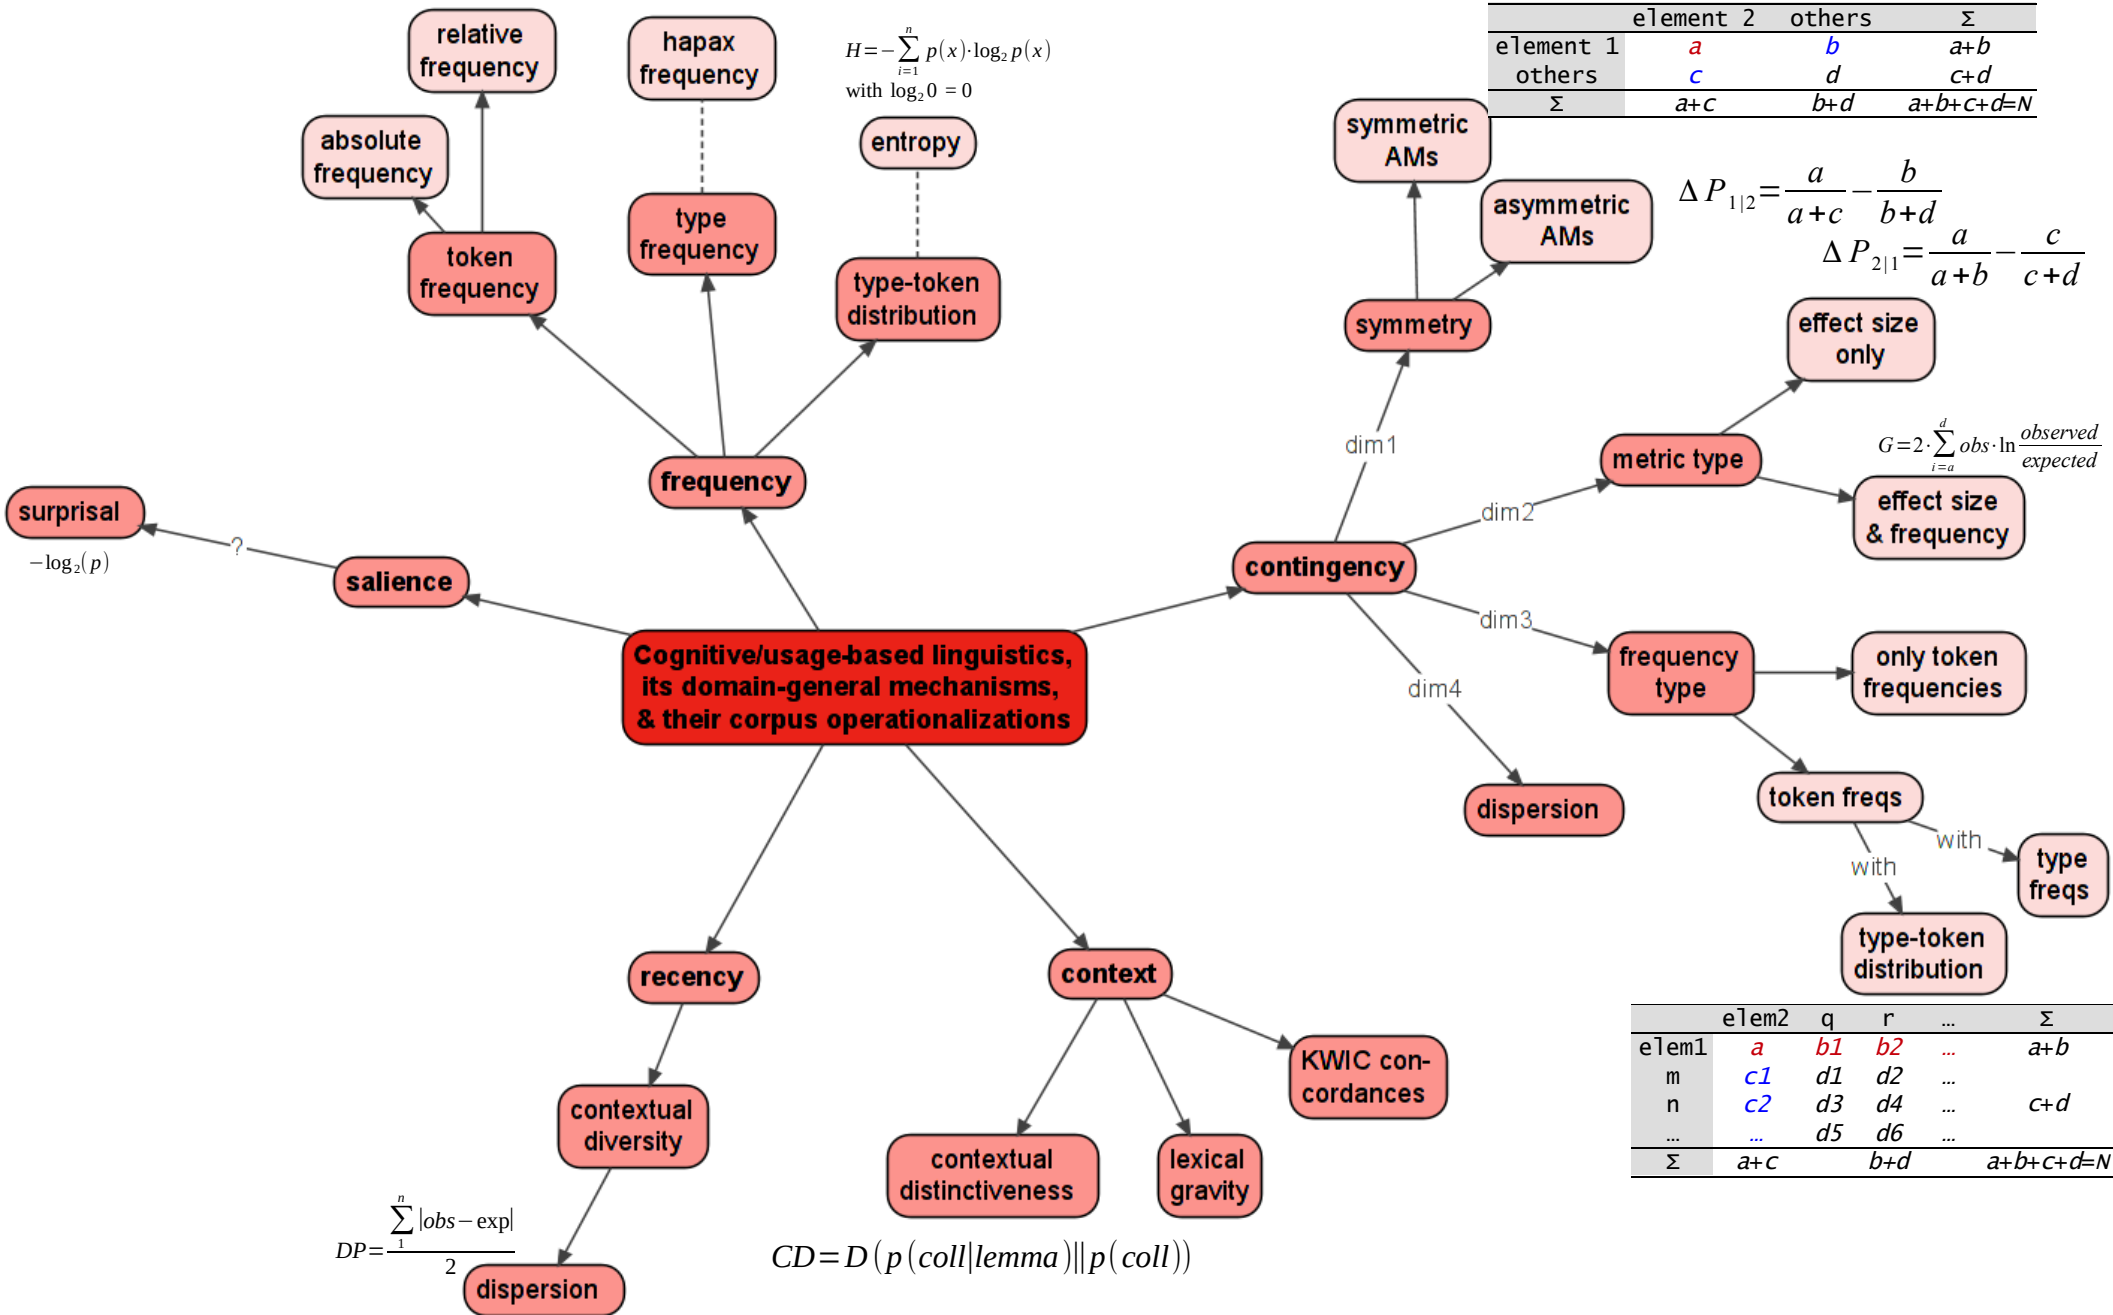 relative
frequency
hapax
frequency
H=−∑ⁿᵢ₌₁ p(x)·log₂ p(x)
with log₂0 = 0
absolute
frequency
entropy
token
frequency
type
frequency
type-token
distribution
frequency
surprisal
−log₂(p)
?
salience
Cognitive/usage-based linguistics,
its domain-general mechanisms,
& their corpus operationalizations
element 2 others Σ
element 1 a b a+b
others c d c+d
Σ a+c b+d a+b+c+d=N
symmetric
AMs
asymmetric
AMs
ΔP₁|₂ = a/(a+c) − b/(b+d)
ΔP₂|₁ = a/(a+b) − c/(c+d)
symmetry
effect size
only
dim1
metric type
G=2·∑ᵈᵢ₌ₐ obs·ln observed/expected
effect size
& frequency
dim2
contingency
dim3
frequency
type
only token
frequencies
dim4
dispersion
token freqs
with
type
freqs
with
type-token
distribution
elem2 q r … Σ
elem1 a b1 b2 … a+b
m c1 d1 d2 …
n c2 d3 d4 … c+d
… … d5 d6 …
Σ a+c b+d a+b+c+d=N
recency
context
contextual
diversity
KWIC con-
cordances
contextual
distinctiveness
lexical
gravity
DP = ∑ⁿ₁ |obs−exp| / 2
dispersion
CD=D(p(coll|lemma)||p(coll))